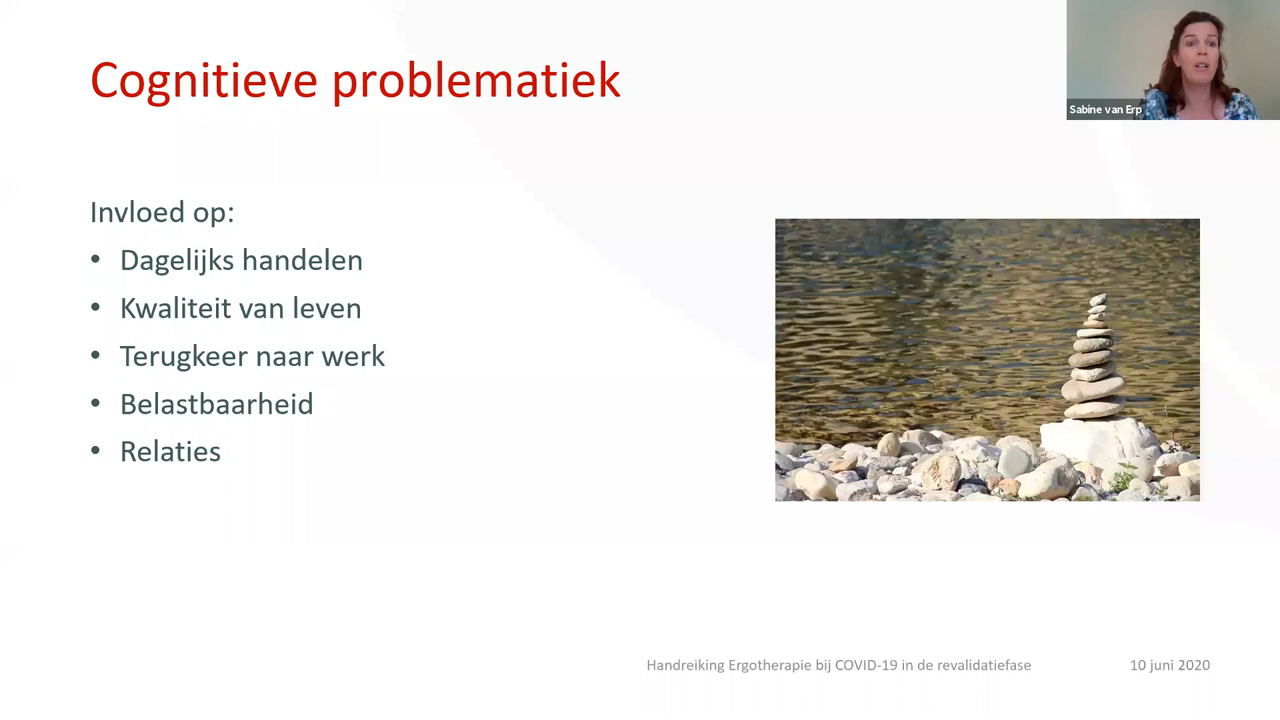 Cognitieve problematiek
Sabine van Erp
Invloed op:
• Dagelijks handelen
• Kwaliteit van leven
• Terugkeer naar werk
• Belastbaarheid
• Relaties
Handreiking Ergotherapie bij COVID-19 in de revalidatiefase
10 juni 2020